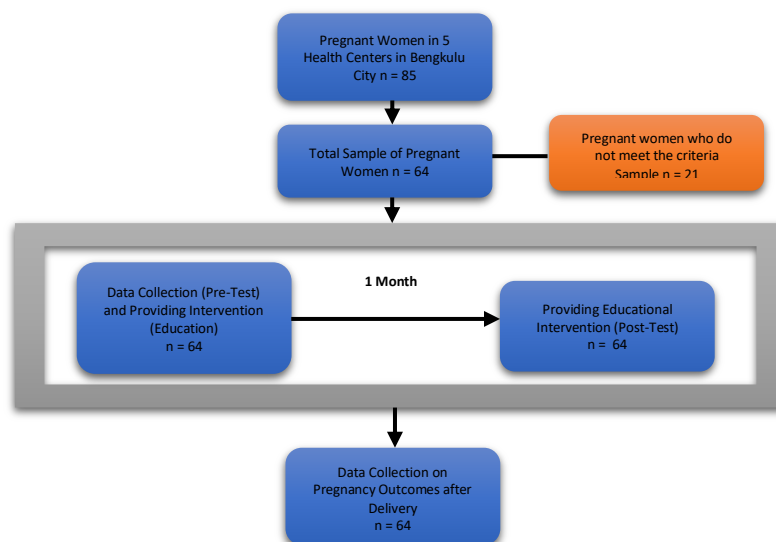 Pregnant Women in 5
Health Centers in Bengkulu
City n = 85
Total Sample of Pregnant
Women n = 64
Pregnant women who do
not meet the criteria
Sample n = 21
1 Month
Data Collection (Pre-Test)
and Providing Intervention
(Education)
n = 64
Providing Educational
Intervention (Post-Test)
n = 64
Data Collection on
Pregnancy Outcomes after
Delivery
n = 64